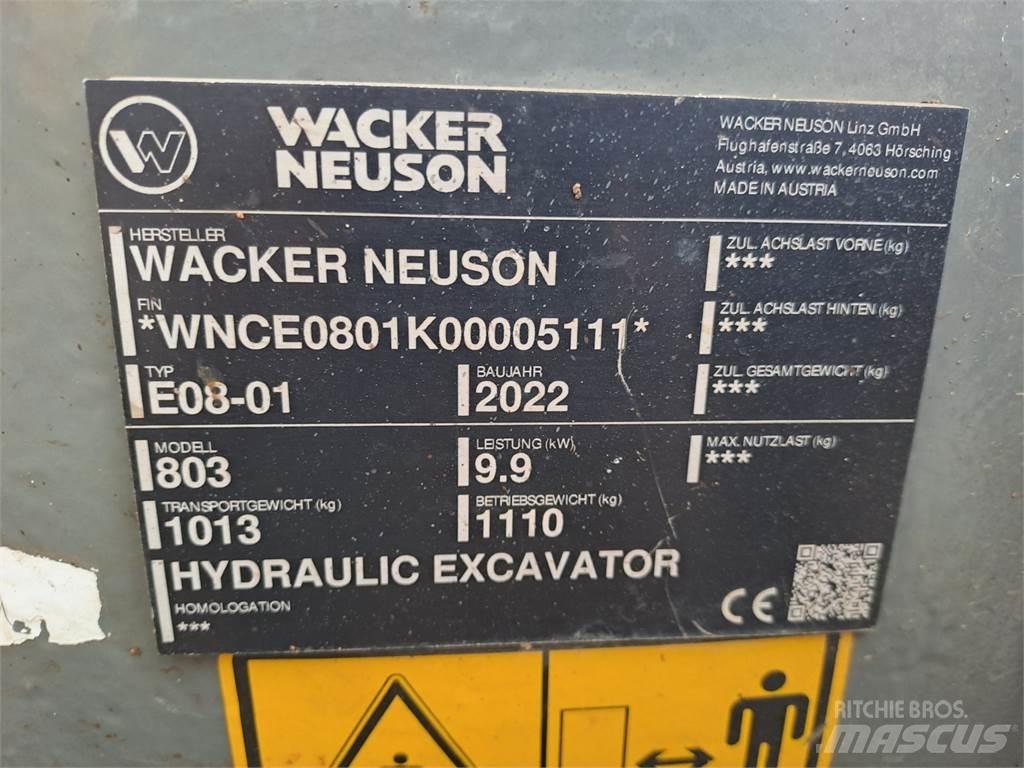 WACKER
NEUSON
WACKER NEUSON Linz GmbH
Flughafenstraße 7, 4063 Hörsching
Austria, www.wackerneuson.com
MADE IN AUSTRIA
HERSTELLER
WACKER NEUSON
FIN
*WNCE0801K00005111*
TYP
E08-01
BAUJAHR
2022
ZUL. ACHSLAST VORNE (kg)
***
ZUL. ACHSLAST HINTEN (kg)
***
ZUL. GESAMTGEWICHT (kg)
***
MODELL
803
LEISTUNG (kW)
9.9
MAX. NUTZLAST (kg)
***
TRANSPORTGEWICHT (kg)
1013
BETRIEBSGEWICHT (kg)
1110
HYDRAULIC EXCAVATOR
HOMOLOGATION
***
CE
RITCHIE BROS.
MASCUS